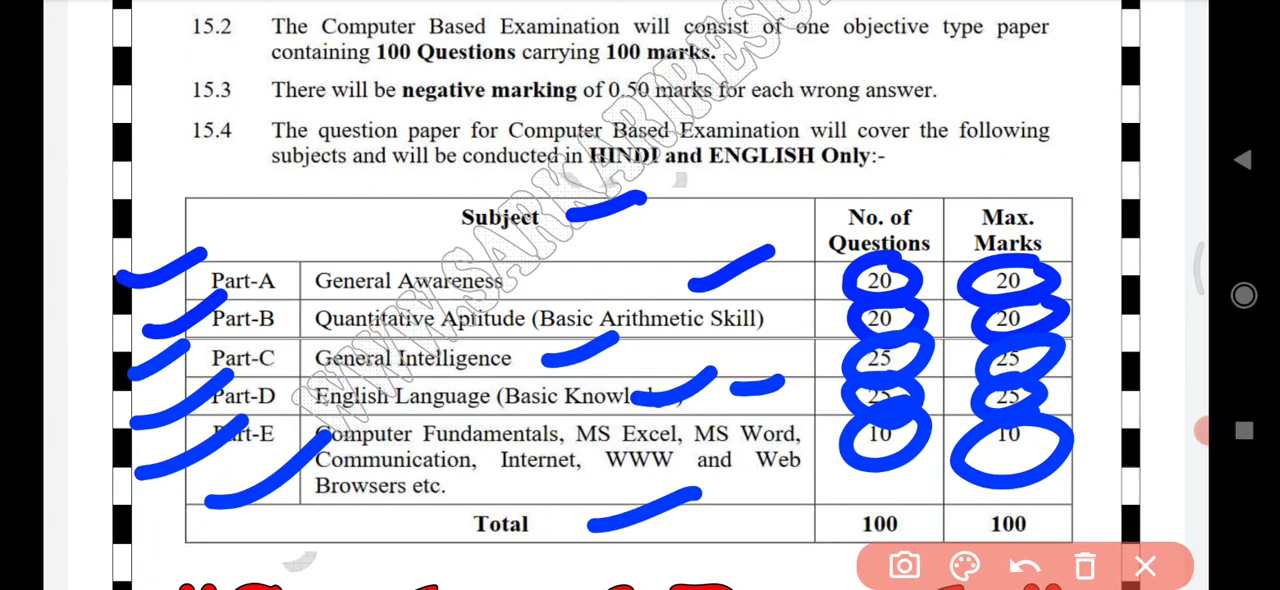 15.2 The Computer Based Examination will consist of one objective type paper
containing 100 Questions carrying 100 marks.
15.3 There will be negative marking of 0.50 marks for each wrong answer.
15.4 The question paper for Computer Based Examination will cover the following
subjects and will be conducted in HINDI and ENGLISH Only:-
Subject No. of Questions Max. Marks
Part-A General Awareness 20 20
Part-B Quantitative Aptitude (Basic Arithmetic Skill) 20 20
Part-C General Intelligence 25 25
Part-D English Language (Basic 25 25
Part-E Computer Fundamentals, MS Excel, MS Word, 10 10
Communication, Internet, WWW and Web
Browsers etc.
Total 100 100